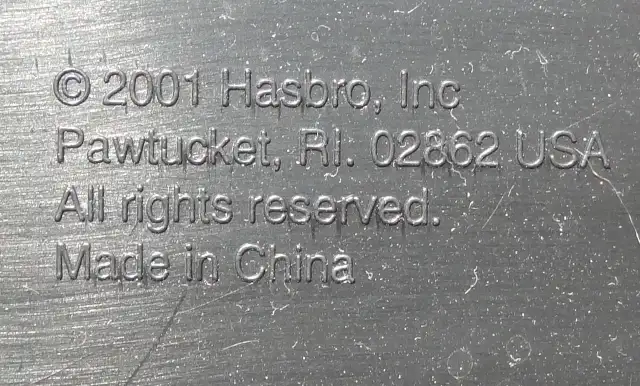 © 2001 Hasbro, Inc
Pawtucket, RI. 02862 USA
All rights reserved.
Made in China